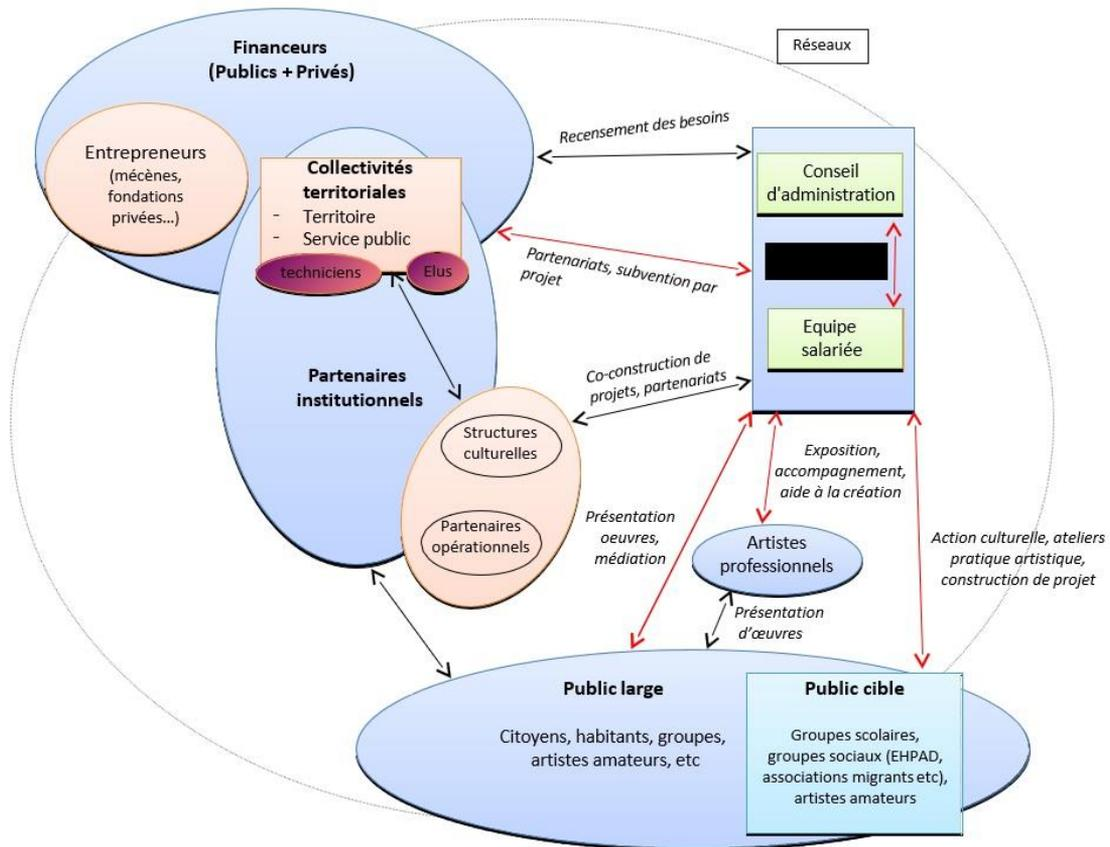 Financeurs
(Publics + Privés)
Réseaux
Entrepreneurs
(mécènes,
fondations
privées...)
Collectivités
territoriales
- Territoire
- Service public
techniciens
Elus
Recensement des besoins
Conseil
d'administration
Partenariats, subvention par
projet
Equipe
salariée
Partenaires
institutionnels
Co-construction de
projets, partenariats
Structures
culturelles
Partenaires
opérationnels
Exposition,
accompagnement,
aide à la création
Présentation
oeuvres,
médiation
Artistes
professionnels
Action culturelle, ateliers
pratique artistique,
construction de projet
Présentation
d'œuvres
Public large
Citoyens, habitants, groupes,
artistes amateurs, etc
Public cible
Groupes scolaires,
groupes sociaux (EHPAD,
associations migrants etc),
artistes amateurs